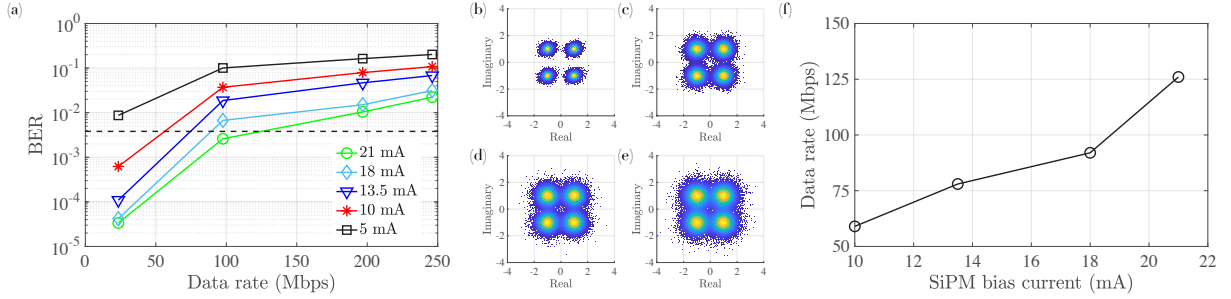 (a)
10^0
10^-1
10^-2
10^-3
10^-4
10^-5
BER
0 50 100 150 200 250
Data rate (Mbps)
21 mA
18 mA
13.5 mA
10 mA
5 mA
(b)
4
2
0
-2
-4
Imaginary
-4 -2 0 2 4
Real
(c)
4
2
0
-2
-4
Imaginary
-4 -2 0 2 4
Real
(d)
4
2
0
-2
-4
Imaginary
-4 -2 0 2 4
Real
(e)
4
2
0
-2
-4
Imaginary
-4 -2 0 2 4
Real
(f)
150
125
100
75
50
Data rate (Mbps)
10 12 14 16 18 20 22
SiPM bias current (mA)